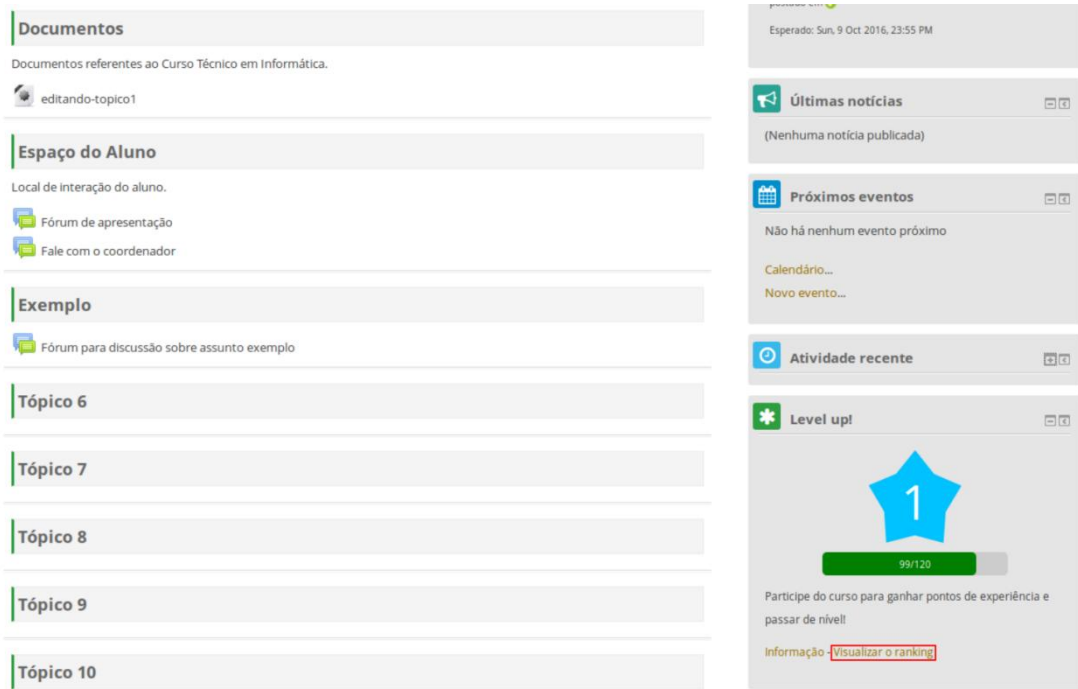 Documentos
Documentos referentes ao Curso Técnico em Informática.
editando-topico1
Espaço do Aluno
Local de interação do aluno.
Fórum de apresentação
Fale com o coordenador
Exemplo
Fórum para discussão sobre assunto exemplo
Tópico 6
Tópico 7
Tópico 8
Tópico 9
Tópico 10
Esperado: Sun, 9 Oct 2016, 23:55 PM
Últimas notícias
(Nenhuma notícia publicada)
Próximos eventos
Não há nenhum evento próximo
Calendário...
Novo evento...
Atividade recente
Level up!
1
99/120
Participe do curso para ganhar pontos de experiência e
passar de nível!
Informação - Visualizar o ranking